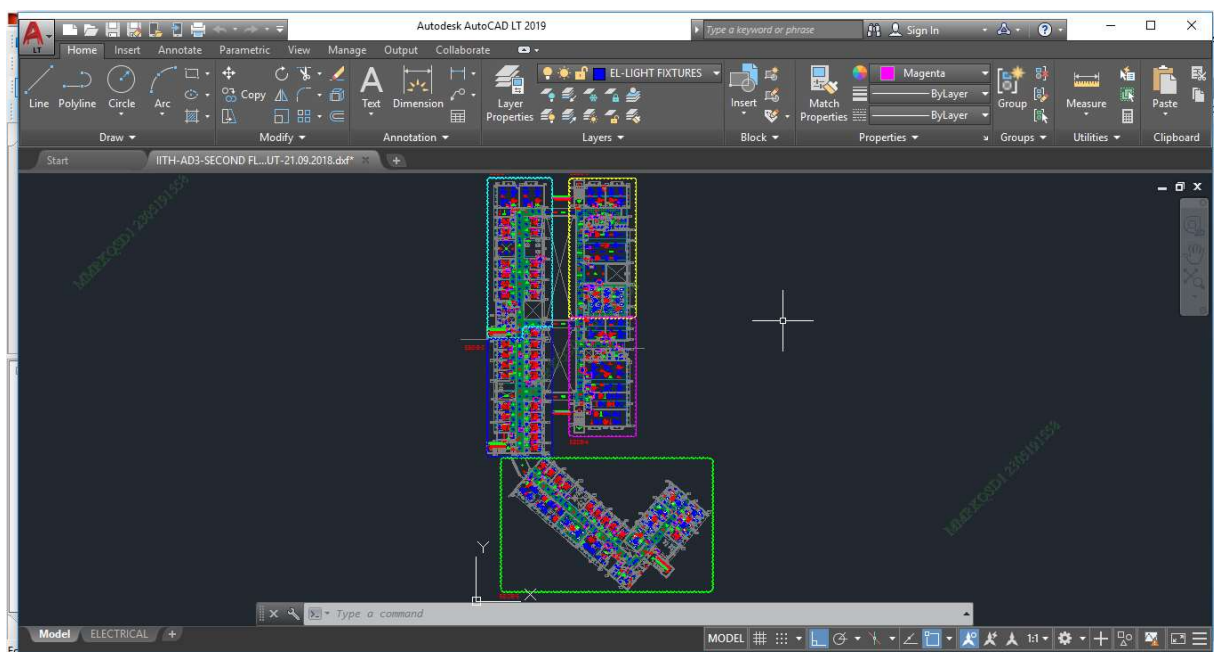 Autodesk AutoCAD LT 2019
Type a keyword or phrase
Sign In
LT
Home Insert Annotate Parametric View Manage Output Collaborate
Line Polyline Circle Arc
Copy
Text Dimension
Layer Properties
EL-LIGHT FIXTURES
Insert
Match Properties
Magenta
ByLayer
ByLayer
Group
Measure
Paste
Draw Modify Annotation Layers Block Properties Groups Utilities Clipboard
Start IITH-AD3-SECOND FL...UT-21.09.2018.dxf*
Y
X
Type a command
Model ELECTRICAL
MODEL 1:1